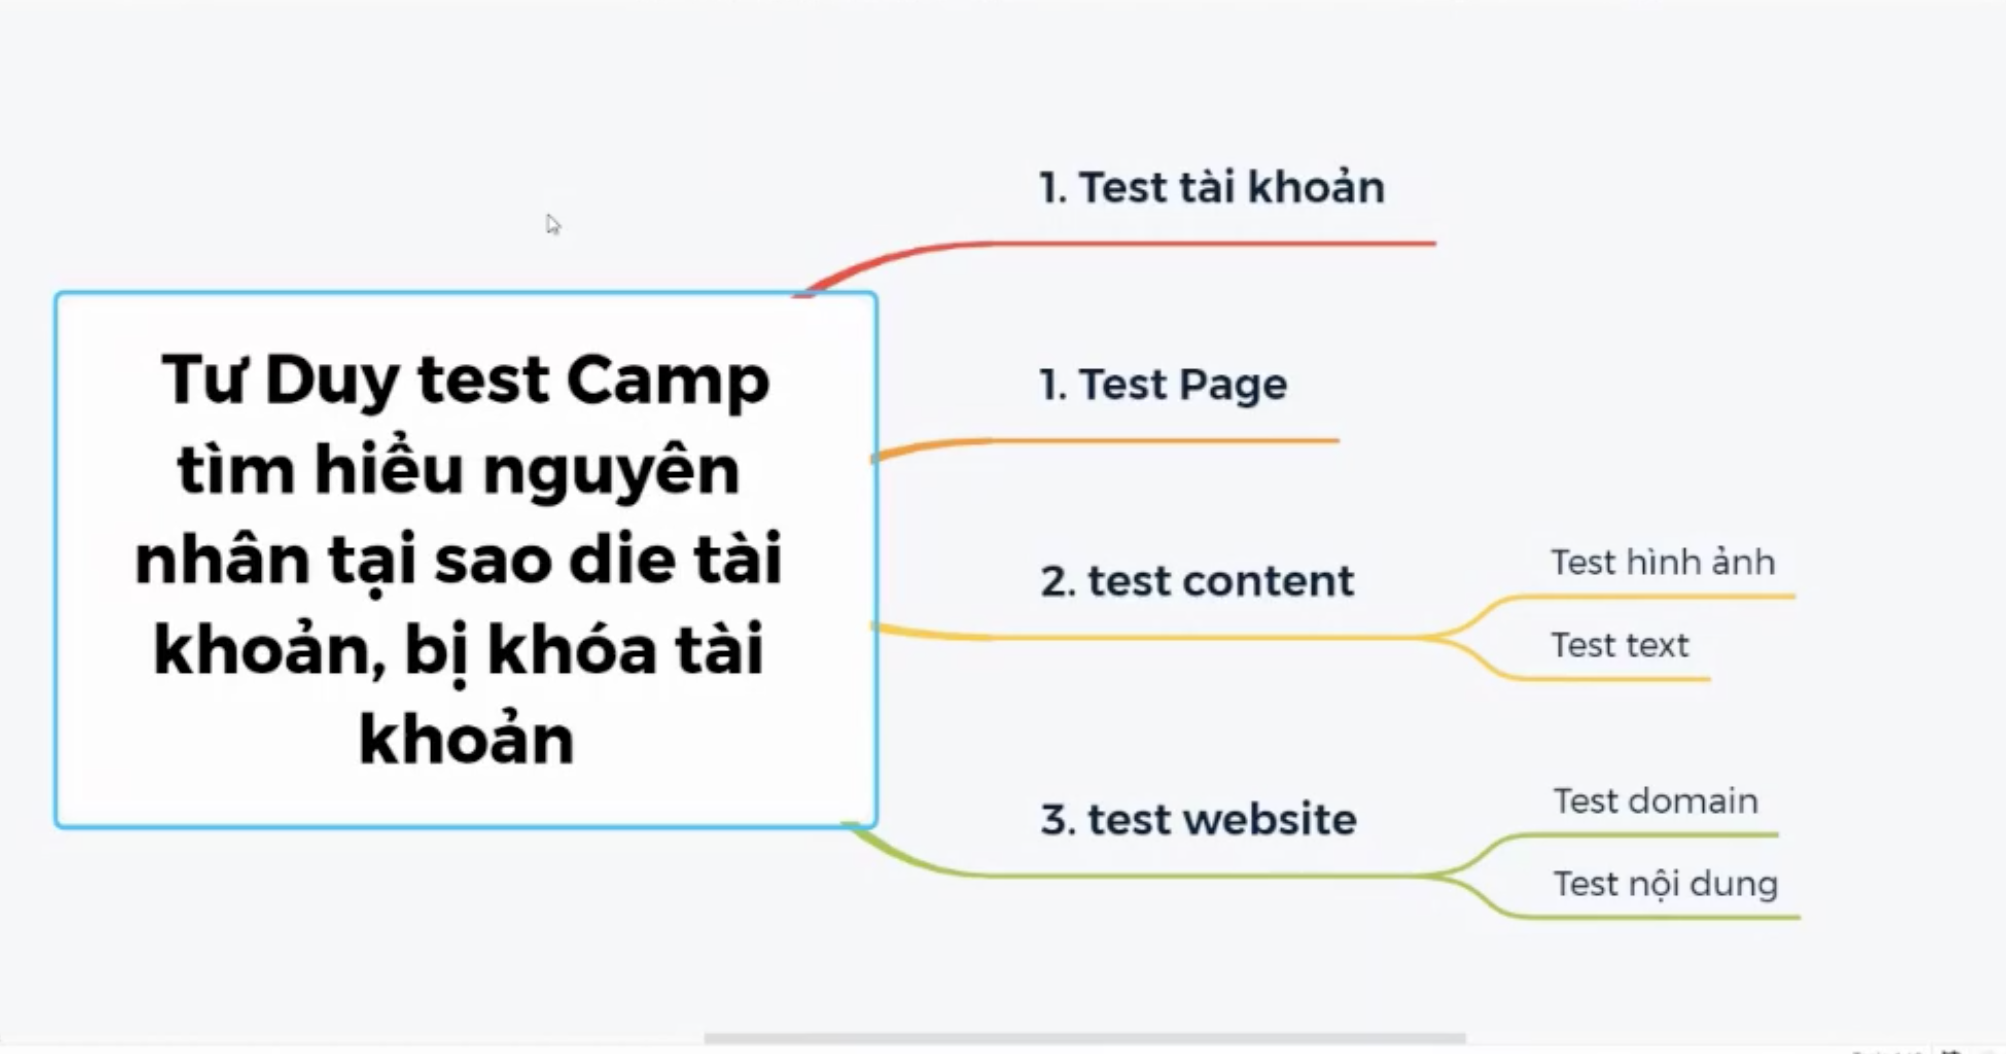 Tư Duy test Camp
tìm hiểu nguyên
nhân tại sao die tài
khoản, bị khóa tài
khoản
1. Test tài khoản
1. Test Page
2. test content
Test hình ảnh
Test text
3. test website
Test domain
Test nội dung